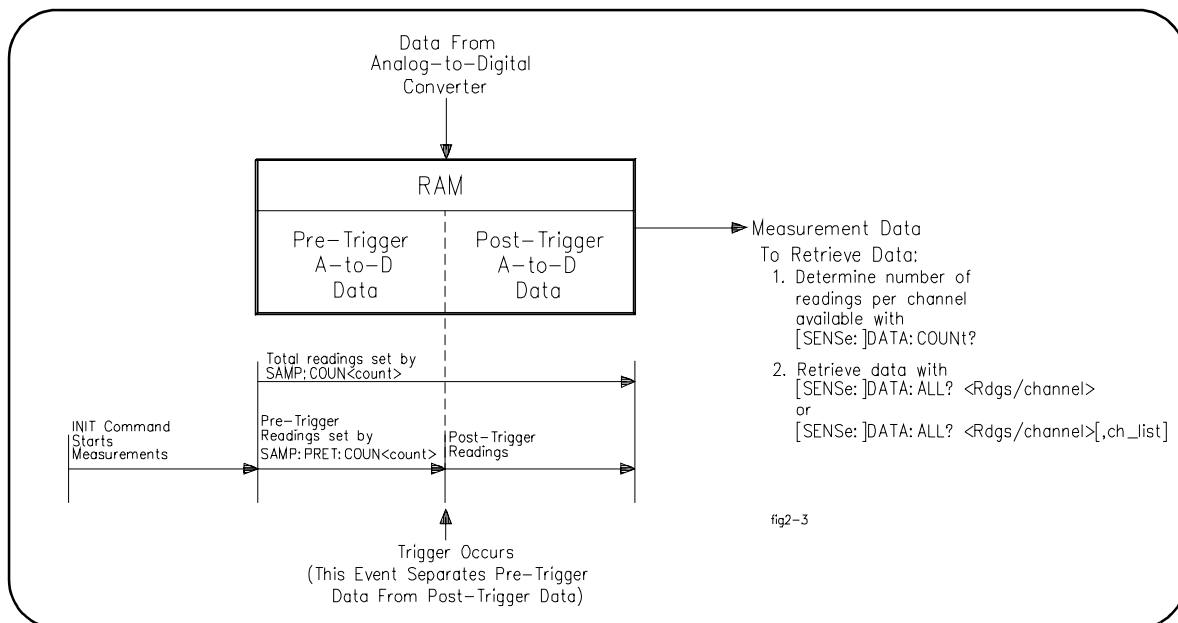 Data From
Analog-to-Digital
Converter
RAM
Pre-Trigger
A-to-D
Data
Post-Trigger
A-to-D
Data
Measurement Data
To Retrieve Data:
1. Determine number of
readings per channel
available with
[SENSe:]DATA:COUNt?
2. Retrieve data with
[SENSe:]DATA:ALL? <Rdgs/channel>
or
[SENSe:]DATA:ALL? <Rdgs/channel>[,ch_list]
Total readings set by
SAMP:COUN<count>
INIT Command
Starts
Measurements
Pre-Trigger
Readings set by
SAMP:PRET:COUN<count>
Post-Trigger
Readings
fig2-3
Trigger Occurs
(This Event Separates Pre-Trigger
Data From Post-Trigger Data)